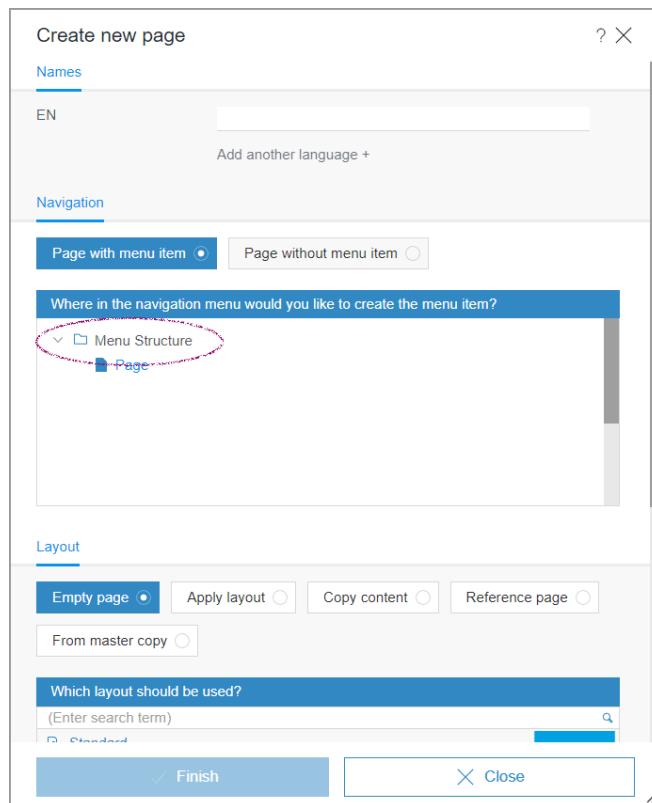 Create new page ?
Names
EN
Add another language +
Navigation
Page with menu item Page without menu item
Where in the navigation menu would you like to create the menu item?
Menu Structure
Page
Layout
Empty page Apply layout Copy content Reference page
From master copy
Which layout should be used?
(Enter search term)
Standard
Finish Close